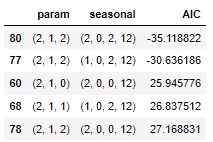 param seasonal AIC
80 (2, 1, 2) (2, 0, 2, 12) -35.118822
77 (2, 1, 2) (1, 0, 2, 12) -30.636186
60 (2, 1, 0) (2, 0, 0, 12) 25.945776
68 (2, 1, 1) (1, 0, 2, 12) 26.837512
78 (2, 1, 2) (2, 0, 0, 12) 27.168831